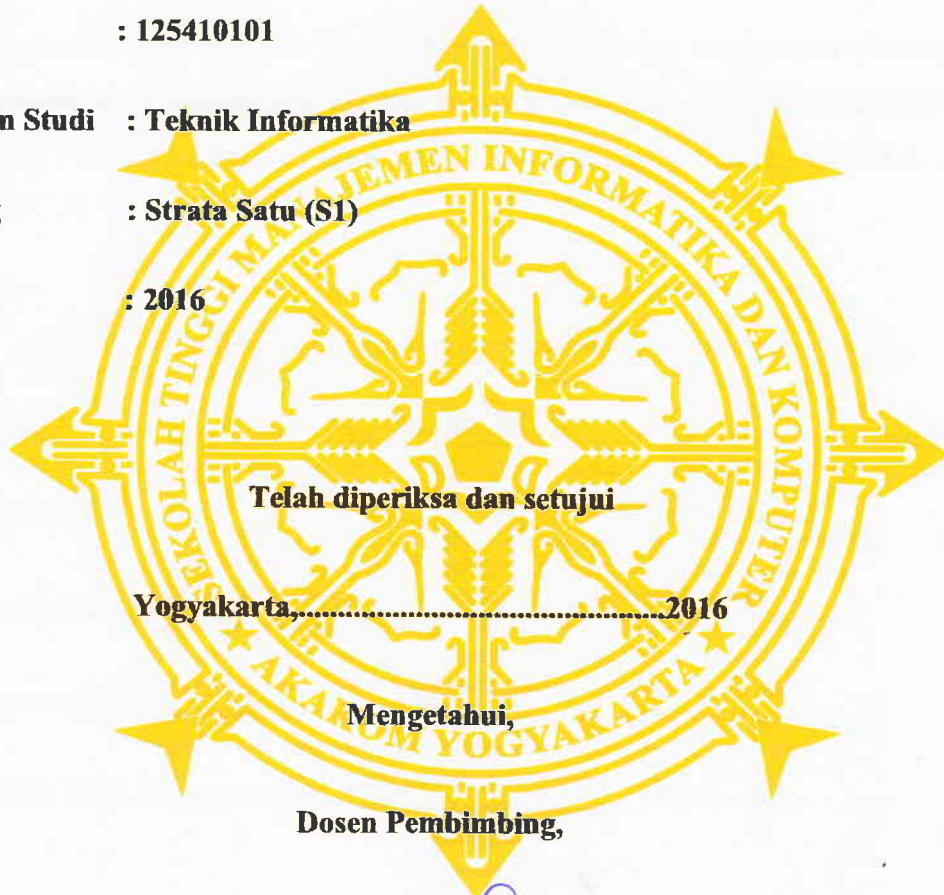 : 125410101
n Studi : Teknik Informatika
: Strata Satu (S1)
: 2016
SEKOLAH TINGGI MANAJEMEN INFORMATIKA DAN KOMPUTER
Telah diperiksa dan setujui
Yogyakarta,..............................................2016
★ AKAKOM YOGYAKARTA ★
Mengetahui,
Dosen Pembimbing,